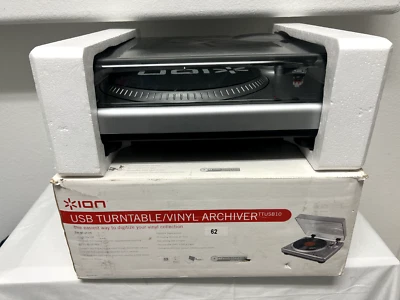 ION
ION
USB TURNTABLE/VINYL ARCHIVER TTUSB10
the easiest way to digitize your vinyl collection
62